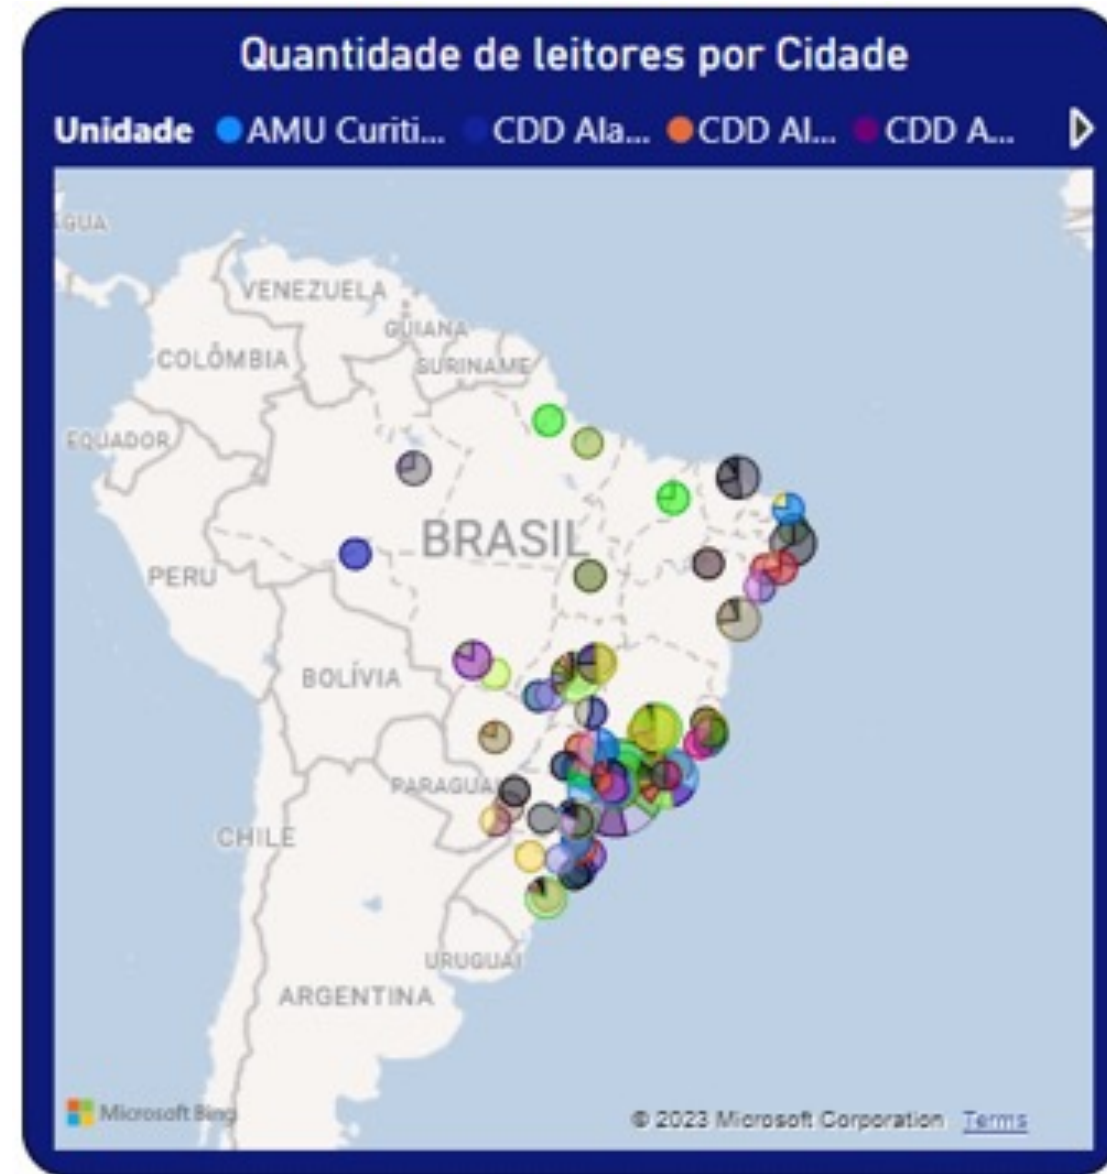 Quantidade de leitores por Cidade
Unidade AMU Curiti... CDD Ala... CDD Al... CDD A...
GUA
VENEZUELA
GUIANA
COLÔMBIA
SURINAME
EQUADOR
BRASIL
PERU
BOLÍVIA
PARAGUAI
CHILE
URUGUAI
ARGENTINA
Microsoft Bing
© 2023 Microsoft Corporation Terms